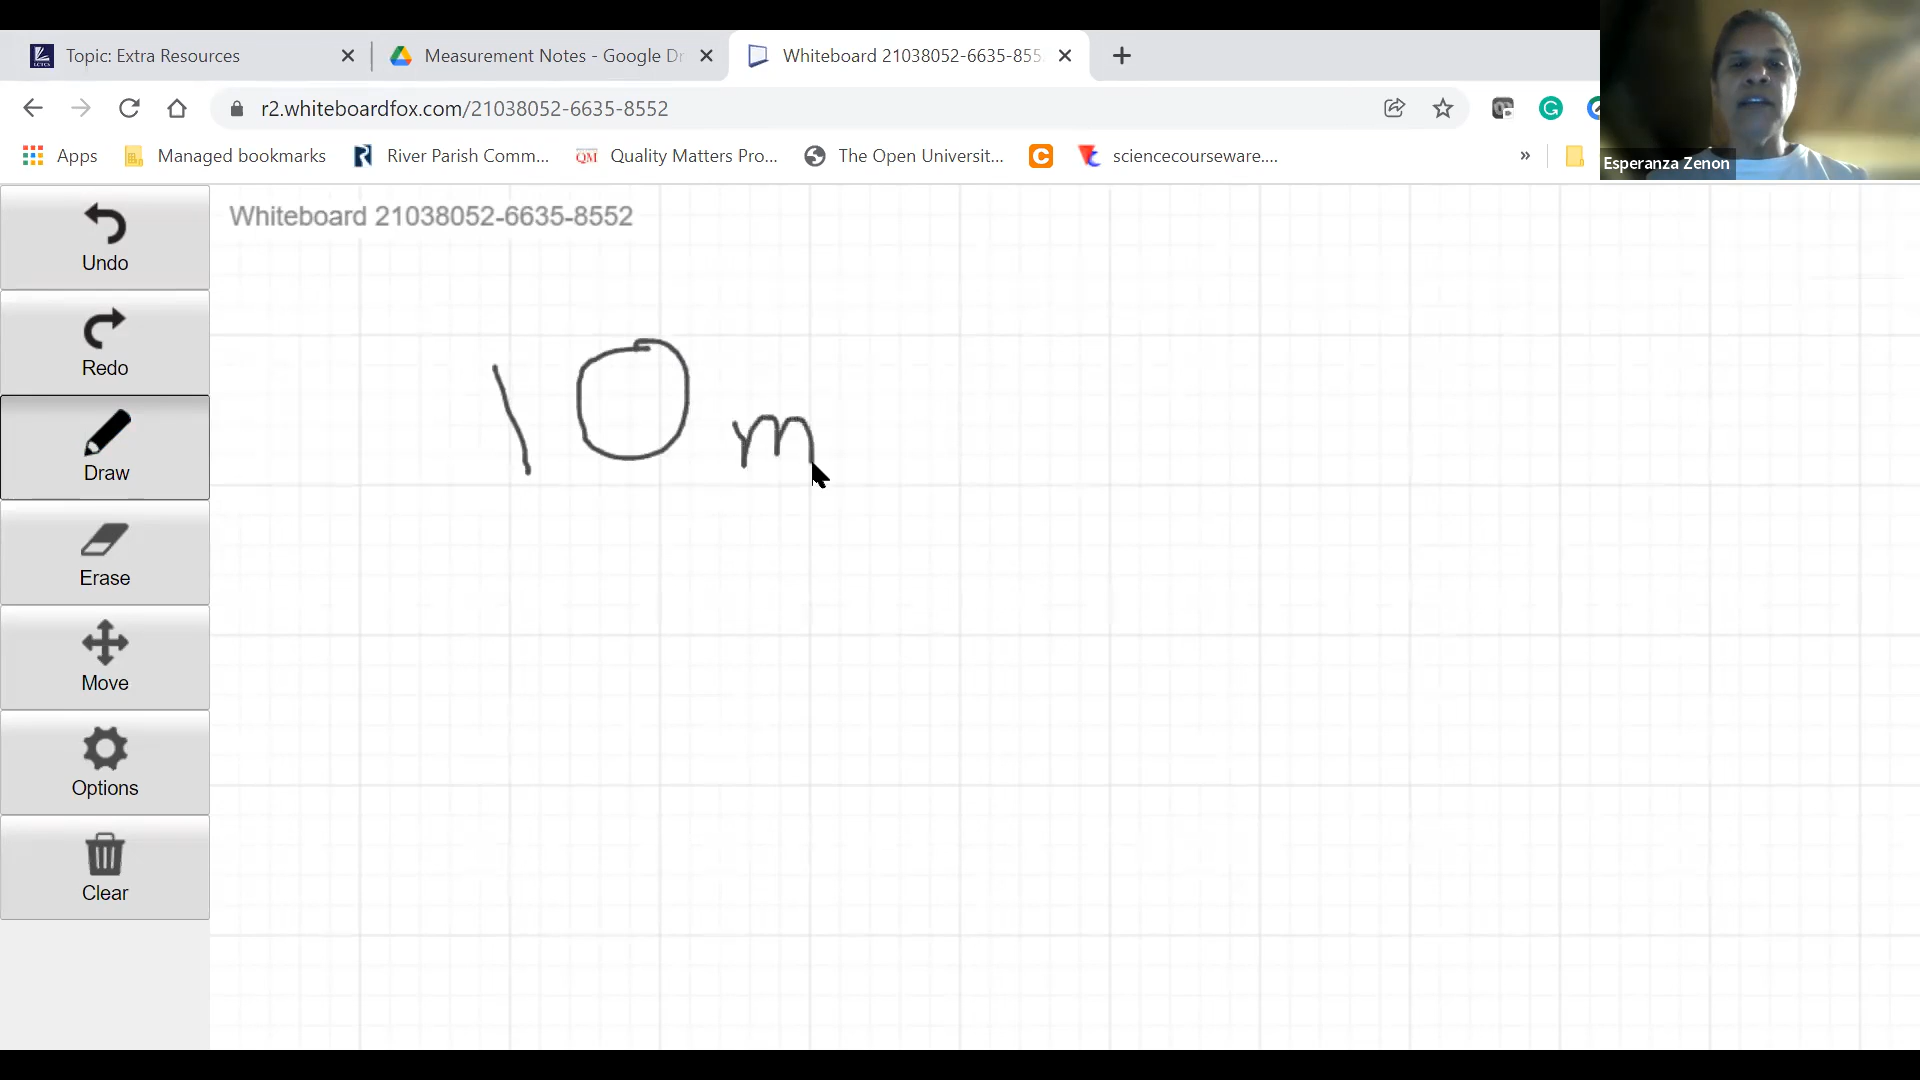 Topic: Extra Resources
Measurement Notes - Google Dr
Whiteboard 21038052-6635-855
r2.whiteboardfox.com/21038052-6635-8552
Apps
Managed bookmarks
River Parish Comm...
QM
Quality Matters Pro...
The Open Universit...
C
sciencecourseware....
»
Esperanza Zenon
Whiteboard 21038052-6635-8552
Undo
Redo
Draw
Erase
Move
Options
Clear
10 m